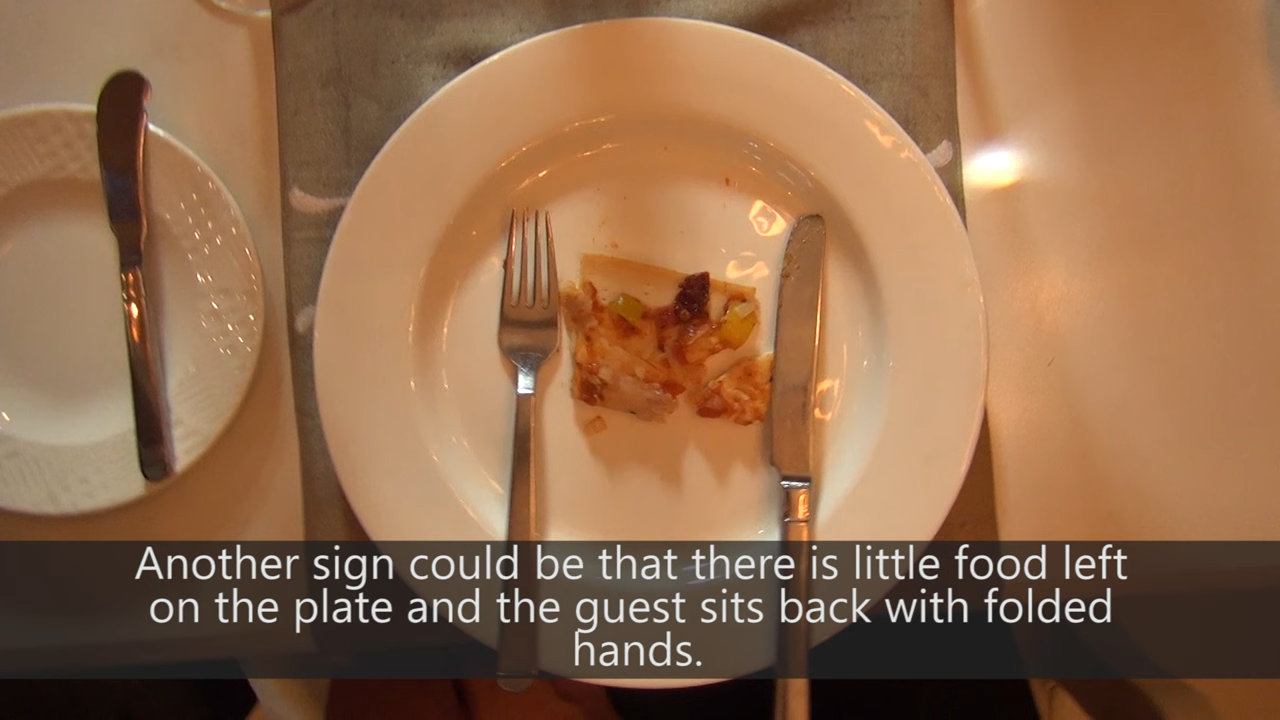 Another sign could be that there is little food left
on the plate and the guest sits back with folded
hands.